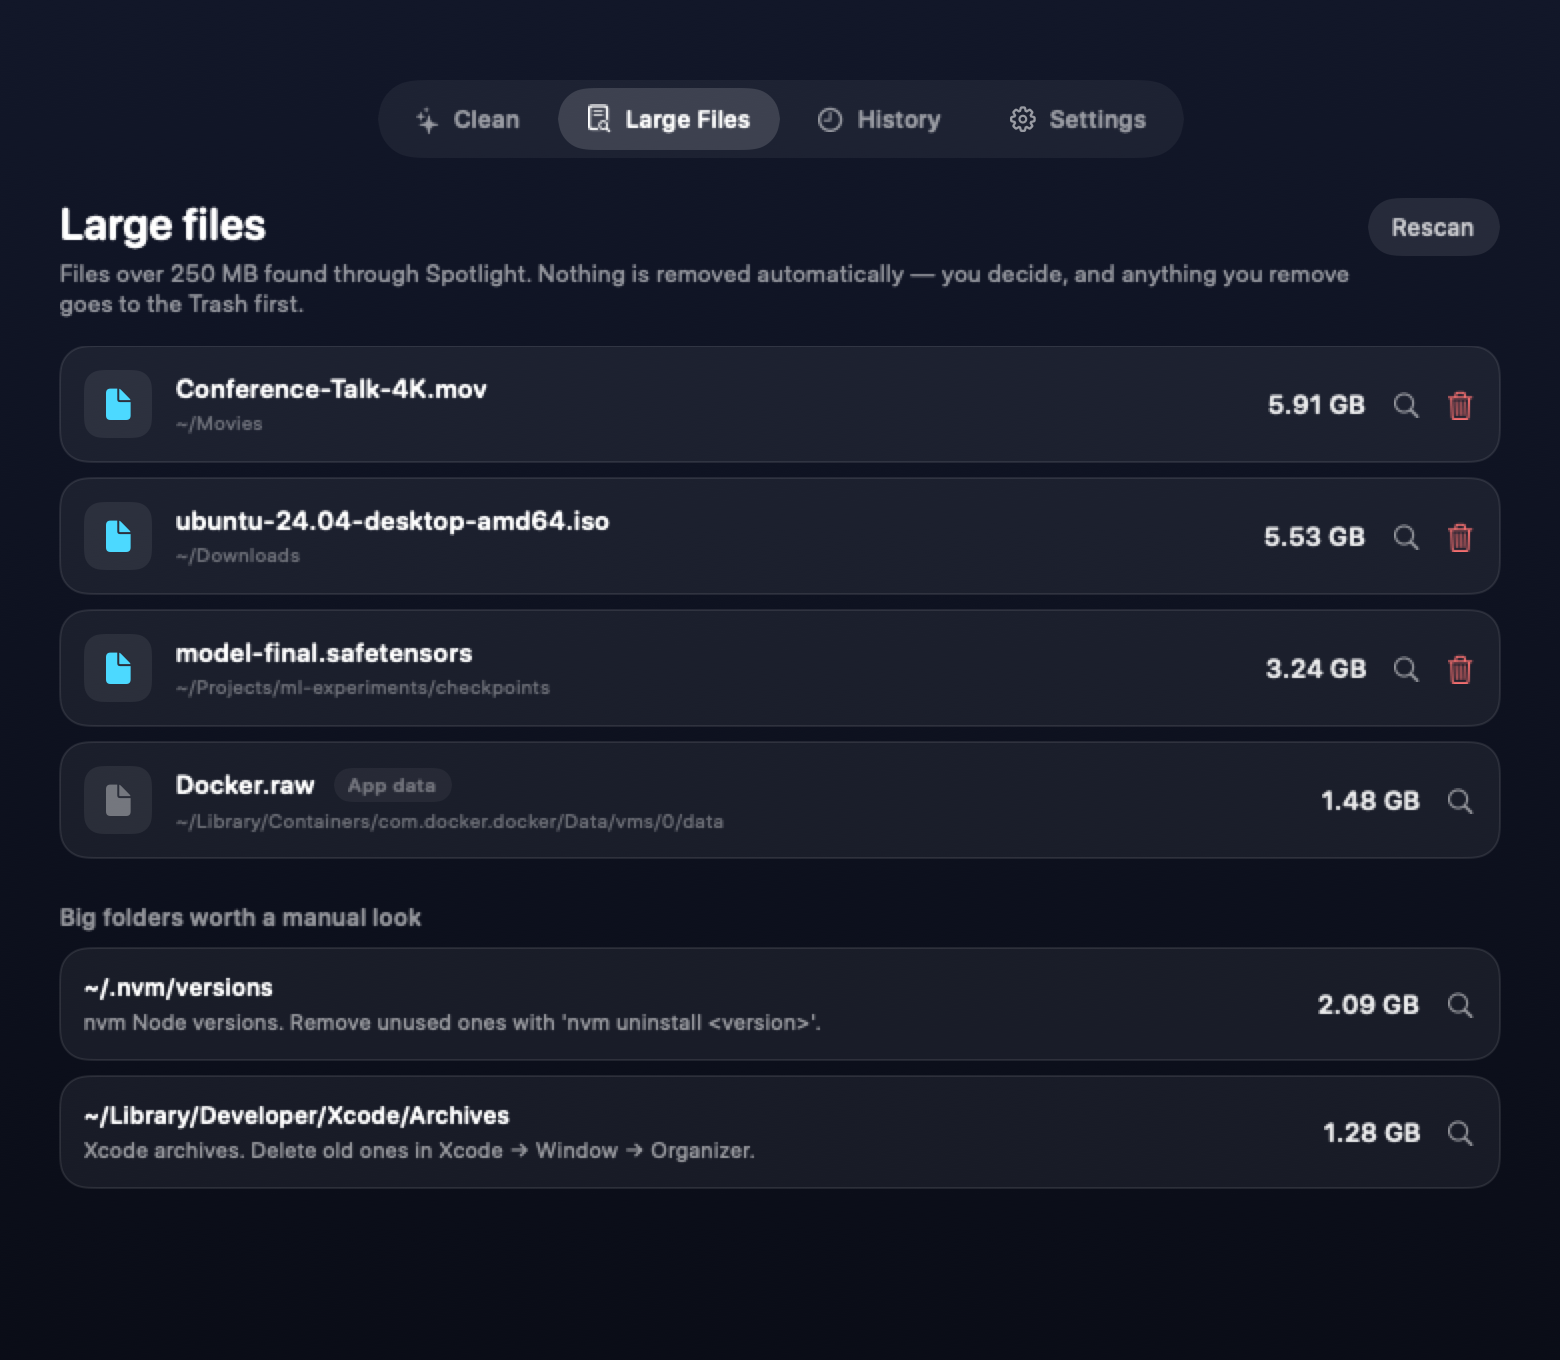 Clean
Large Files
History
Settings
Large files
Rescan
Files over 250 MB found through Spotlight. Nothing is removed automatically — you decide, and anything you remove
goes to the Trash first.
Conference-Talk-4K.mov
~/Movies
5.91 GB
ubuntu-24.04-desktop-amd64.iso
~/Downloads
5.53 GB
model-final.safetensors
~/Projects/ml-experiments/checkpoints
3.24 GB
Docker.raw App data
~/Library/Containers/com.docker.docker/Data/vms/0/data
1.48 GB
Big folders worth a manual look
~/.nvm/versions
nvm Node versions. Remove unused ones with 'nvm uninstall <version>'.
2.09 GB
~/Library/Developer/Xcode/Archives
Xcode archives. Delete old ones in Xcode → Window → Organizer.
1.28 GB